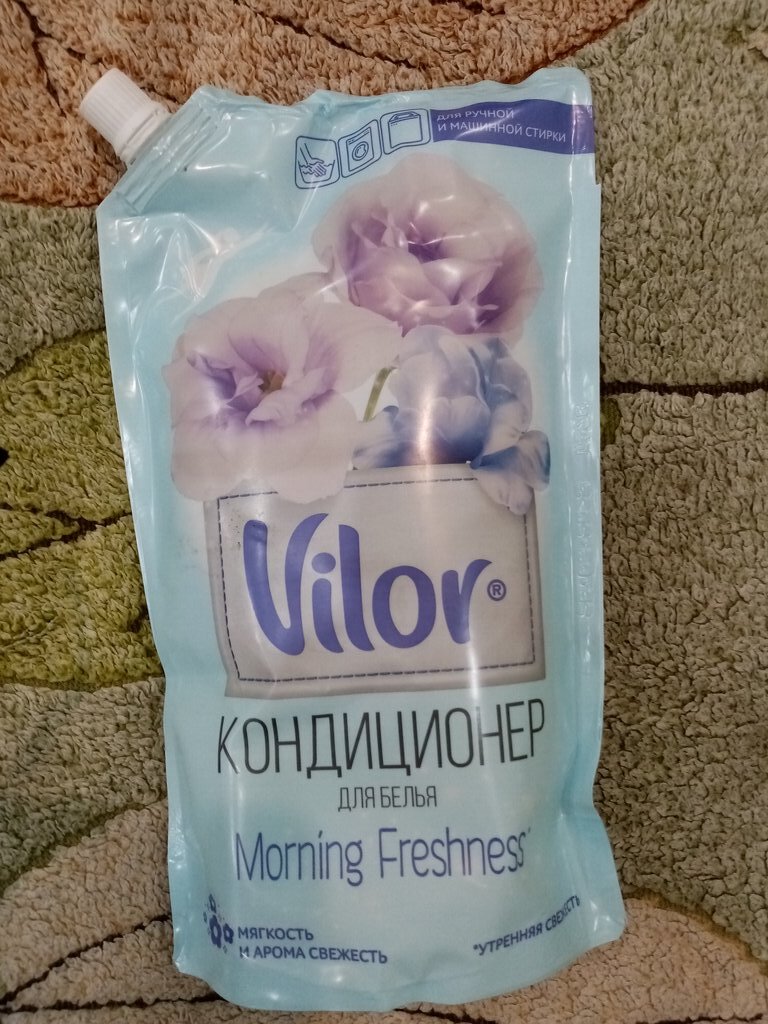 для ручной
и машинной стирки
Vilor®
КОНДИЦИОНЕР
ДЛЯ БЕЛЬЯ
Morning Freshness*
МЯГКОСТЬ
И АРОМА СВЕЖЕСТЬ
*УТРЕННЯЯ СВЕЖЕСТЬ